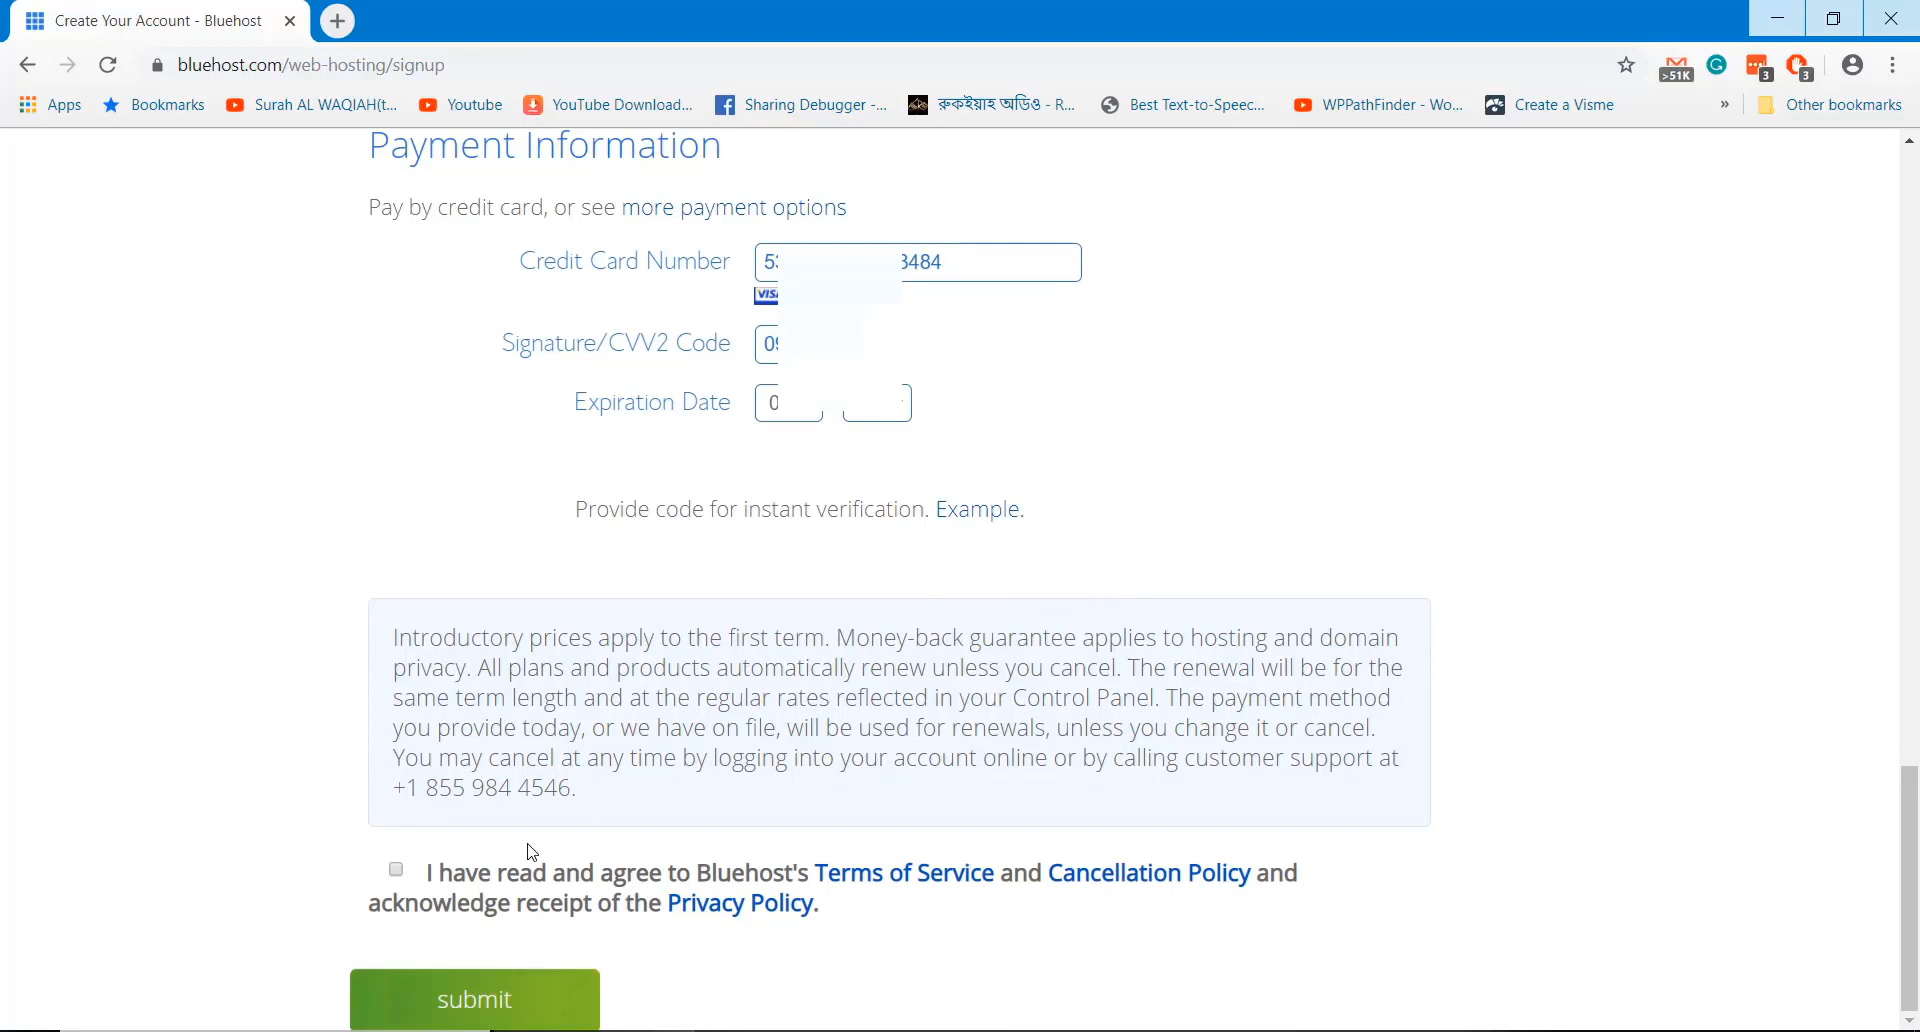 Create Your Account - Bluehost
bluehost.com/web-hosting/signup
>51K
3
3
Apps
Bookmarks
Surah AL WAQIAH(t...
Youtube
YouTube Download...
Sharing Debugger -...
রুকইয়াহ অডিও - R...
Best Text-to-Speec...
WPPathFinder - Wo...
Create a Visme
»
Other bookmarks
Payment Information
Pay by credit card, or see more payment options
Credit Card Number
53 8484
VISA
Signature/CVV2 Code
09
Expiration Date
0
Provide code for instant verification. Example.
Introductory prices apply to the first term. Money-back guarantee applies to hosting and domain
privacy. All plans and products automatically renew unless you cancel. The renewal will be for the
same term length and at the regular rates reflected in your Control Panel. The payment method
you provide today, or we have on file, will be used for renewals, unless you change it or cancel.
You may cancel at any time by logging into your account online or by calling customer support at
+1 855 984 4546.
I have read and agree to Bluehost's Terms of Service and Cancellation Policy and
acknowledge receipt of the Privacy Policy.
submit